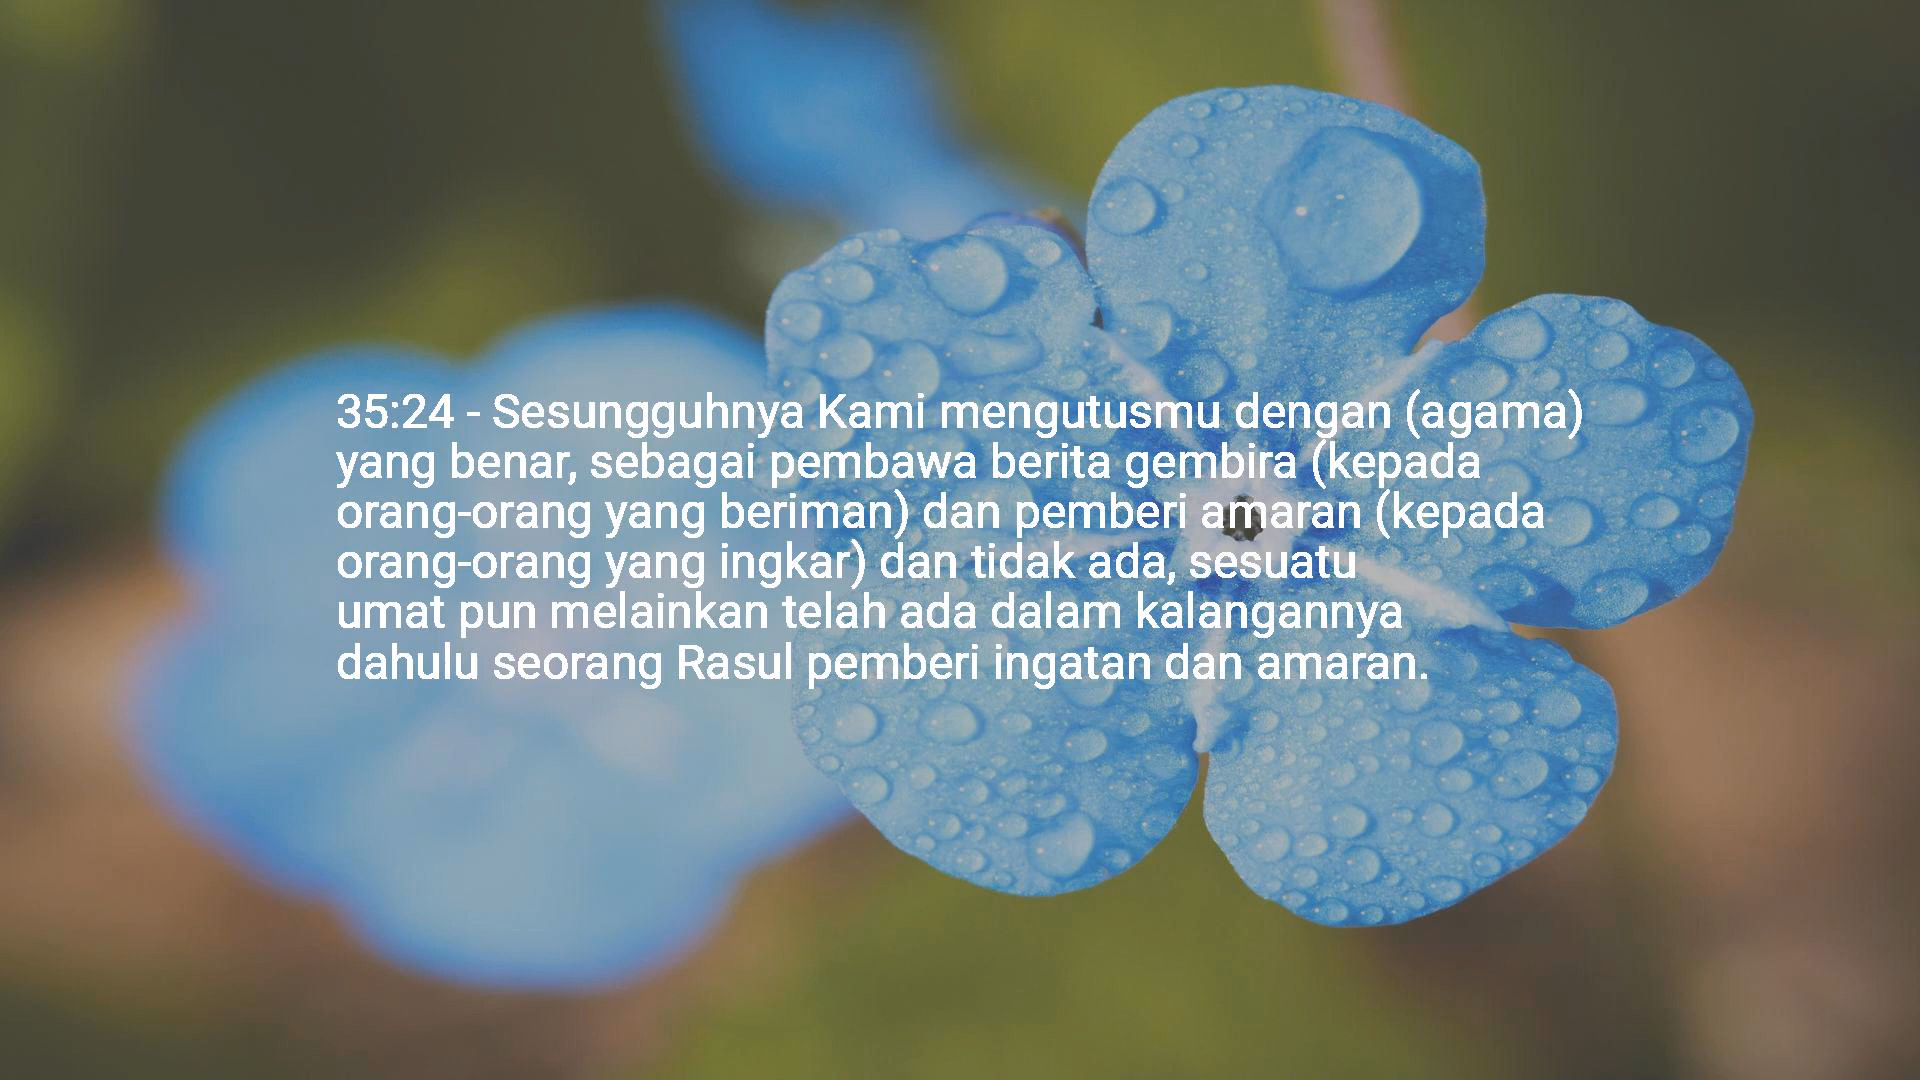 35:24 - Sesungguhnya Kami mengutusmu dengan (agama)
yang benar, sebagai pembawa berita gembira (kepada
orang-orang yang beriman) dan pemberi amaran (kepada
orang-orang yang ingkar) dan tidak ada, sesuatu
umat pun melainkan telah ada dalam kalangannya
dahulu seorang Rasul pemberi ingatan dan amaran.